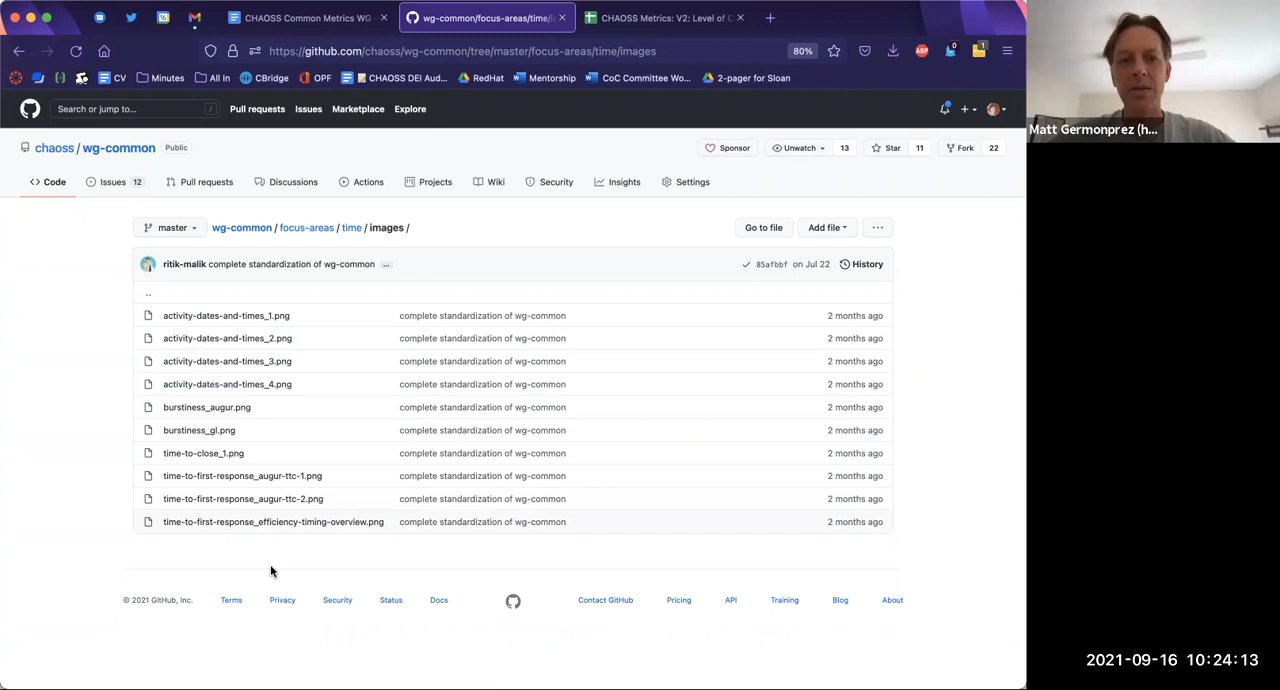 CHAOSS Common Metrics WG
wg-common/focus-areas/time/i
CHAOSS Metrics: V2: Level of
https://github.com/chaoss/wg-common/tree/master/focus-areas/time/images
80%
ABP
0
1
CV
Minutes
All In
CBridge
OPF
CHAOSS DEI Aud...
RedHat
Mentorship
CoC Committee Wo...
2-pager for Sloan
Search or jump to...
/
Pull requests
Issues
Marketplace
Explore
chaoss / wg-common
Public
Sponsor
Unwatch
13
Star
11
Fork
22
Code
Issues 12
Pull requests
Discussions
Actions
Projects
Wiki
Security
Insights
Settings
master
wg-common / focus-areas / time / images /
Go to file
Add file
...
ritik-malik complete standardization of wg-common ...
85afbbf on Jul 22
History
..
activity-dates-and-times_1.png complete standardization of wg-common 2 months ago
activity-dates-and-times_2.png complete standardization of wg-common 2 months ago
activity-dates-and-times_3.png complete standardization of wg-common 2 months ago
activity-dates-and-times_4.png complete standardization of wg-common 2 months ago
burstiness_augur.png complete standardization of wg-common 2 months ago
burstiness_gl.png complete standardization of wg-common 2 months ago
time-to-close_1.png complete standardization of wg-common 2 months ago
time-to-first-response_augur-ttc-1.png complete standardization of wg-common 2 months ago
time-to-first-response_augur-ttc-2.png complete standardization of wg-common 2 months ago
time-to-first-response_efficiency-timing-overview.png complete standardization of wg-common 2 months ago
© 2021 GitHub, Inc.
Terms
Privacy
Security
Status
Docs
Contact GitHub
Pricing
API
Training
Blog
About
Matt Germonprez (h...
2021-09-16 10:24:13